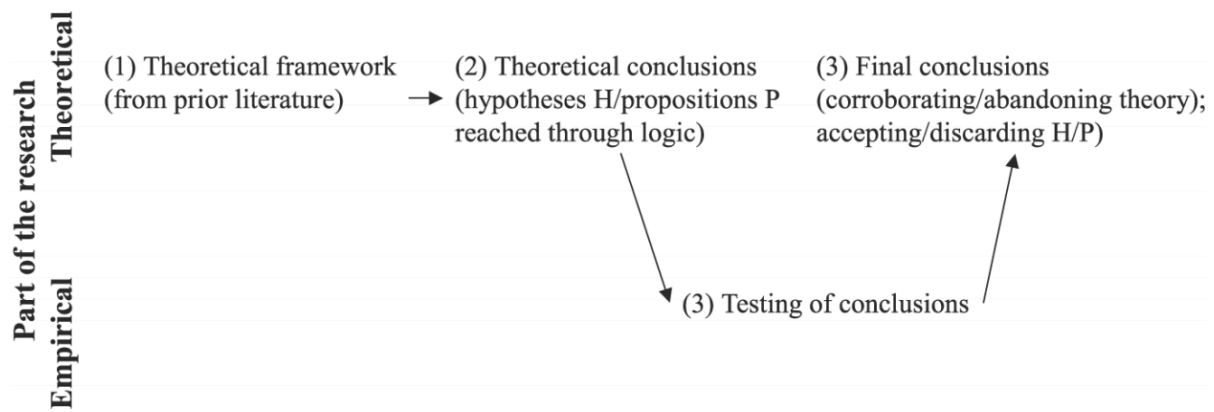 Part of the research
Theoretical
Empirical
(1) Theoretical framework
(from prior literature)
(2) Theoretical conclusions
(hypotheses H/propositions P
reached through logic)
(3) Final conclusions
(corroborating/abandoning theory);
accepting/discarding H/P)
(3) Testing of conclusions